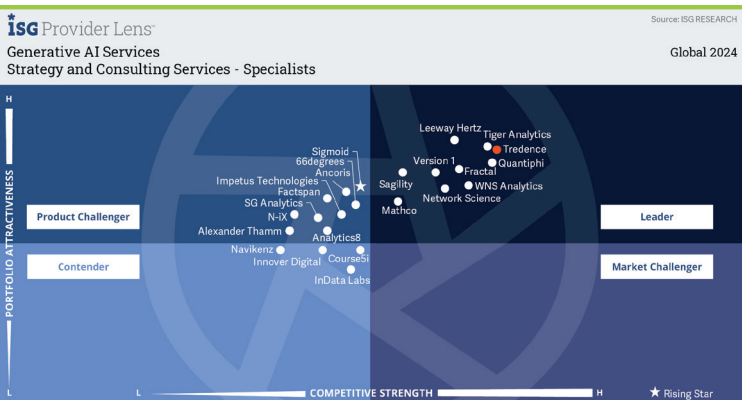 iSG Provider Lens™
Source: ISG RESEARCH
Generative AI Services
Strategy and Consulting Services - Specialists
Global 2024
H
PORTFOLIO ATTRACTIVENESS
L
Product Challenger
Leader
Contender
Market Challenger
Leeway Hertz
Tiger Analytics
Tredence
Quantiphi
Version 1
Fractal
Sagility
WNS Analytics
Network Science
Mathco
Sigmoid
66degrees
Ancoris
Impetus Technologies
Factspan
SG Analytics
N-iX
Alexander Thamm
Analytics8
Navikenz
Innover Digital
Course5i
InData Labs
L
COMPETITIVE STRENGTH
H
Rising Star